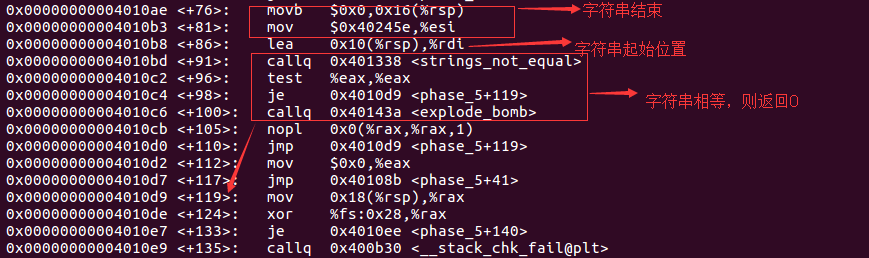 0x00000000004010ae <+76>: movb $0x0,0x16(%rsp) 字符串结束
0x00000000004010b3 <+81>: mov $0x40245e,%esi
0x00000000004010b8 <+86>: lea 0x10(%rsp),%rdi 字符串起始位置
0x00000000004010bd <+91>: callq 0x401338 <strings_not_equal>
0x00000000004010c2 <+96>: test %eax,%eax
0x00000000004010c4 <+98>: je 0x4010d9 <phase_5+119> 字符串相等，则返回0
0x00000000004010c6 <+100>: callq 0x40143a <explode_bomb>
0x00000000004010cb <+105>: nopl 0x0(%rax,%rax,1)
0x00000000004010d0 <+110>: jmp 0x4010d9 <phase_5+119>
0x00000000004010d2 <+112>: mov $0x0,%eax
0x00000000004010d7 <+117>: jmp 0x40108b <phase_5+41>
0x00000000004010d9 <+119>: mov 0x18(%rsp),%rax
0x00000000004010de <+124>: xor %fs:0x28,%rax
0x00000000004010e7 <+133>: je 0x4010ee <phase_5+140>
0x00000000004010e9 <+135>: callq 0x400b30 <__stack_chk_fail@plt>